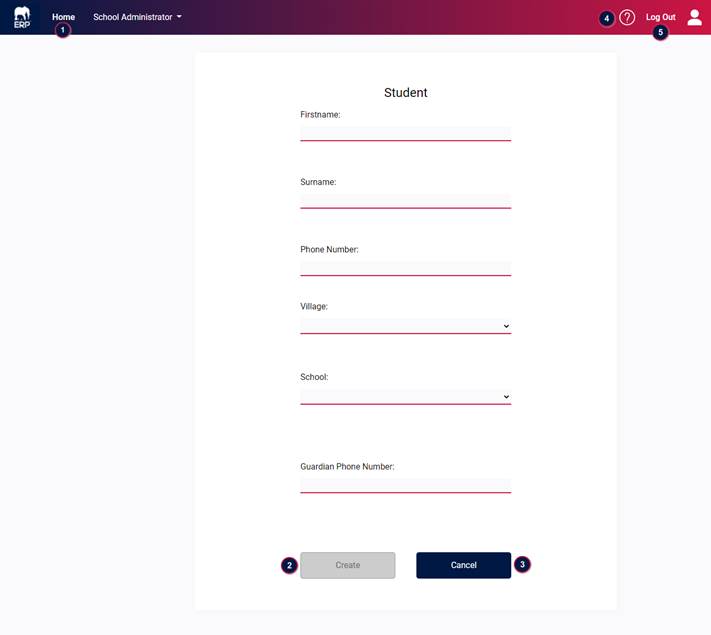 ERP
Home
School Administrator
4
?
Log Out
1
5
Student
Firstname:
Surname:
Phone Number:
Village:
School:
Guardian Phone Number:
2
Create
Cancel
3